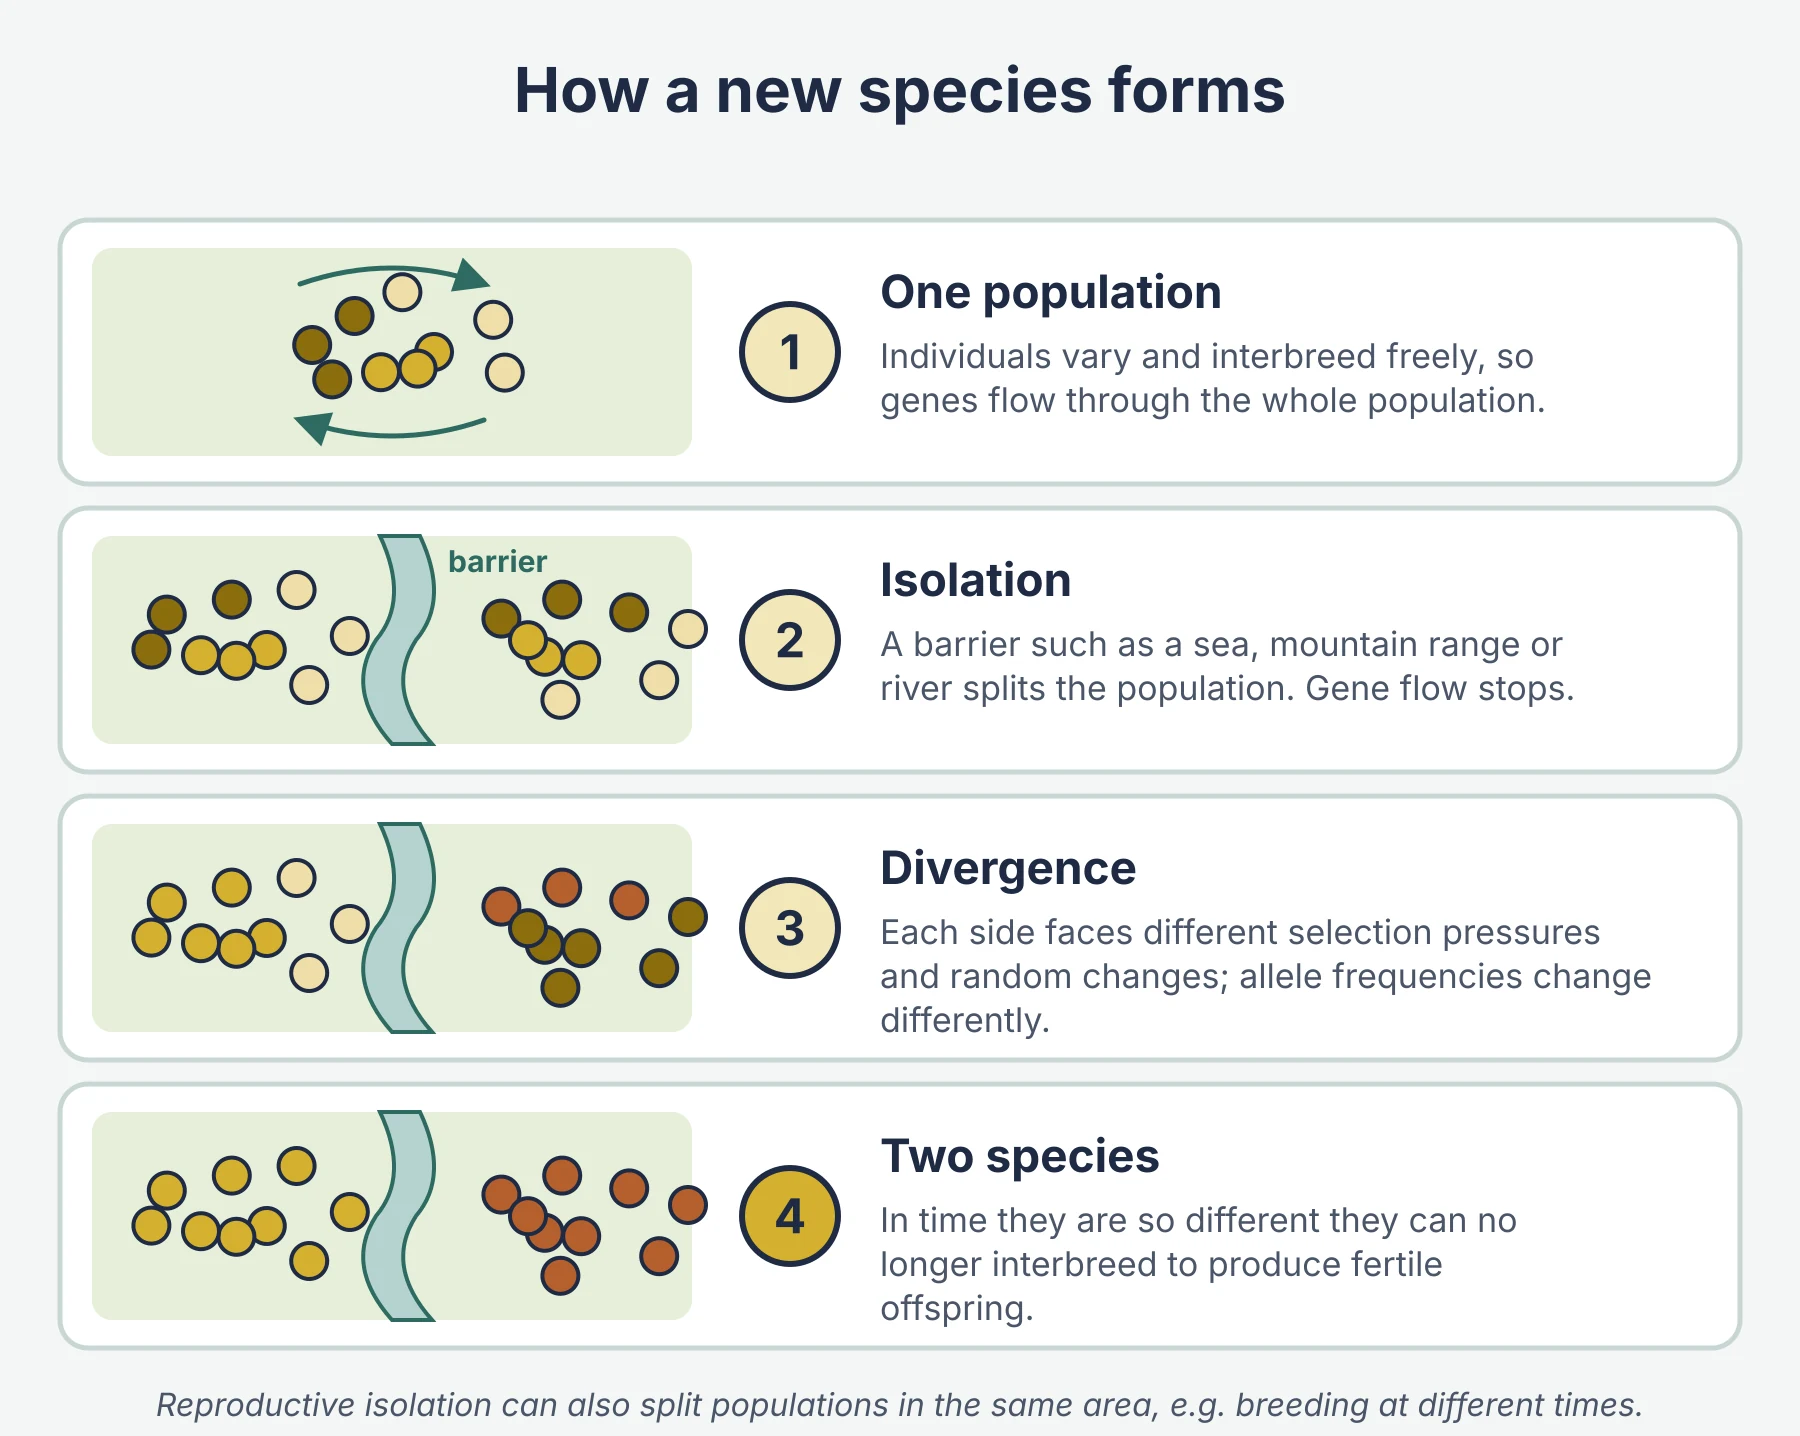 How a new species forms
1
One population
Individuals vary and interbreed freely, so
genes flow through the whole population.
barrier
2
Isolation
A barrier such as a sea, mountain range or
river splits the population. Gene flow stops.
3
Divergence
Each side faces different selection pressures
and random changes; allele frequencies change
differently.
4
Two species
In time they are so different they can no
longer interbreed to produce fertile
offspring.
Reproductive isolation can also split populations in the same area, e.g. breeding at different times.